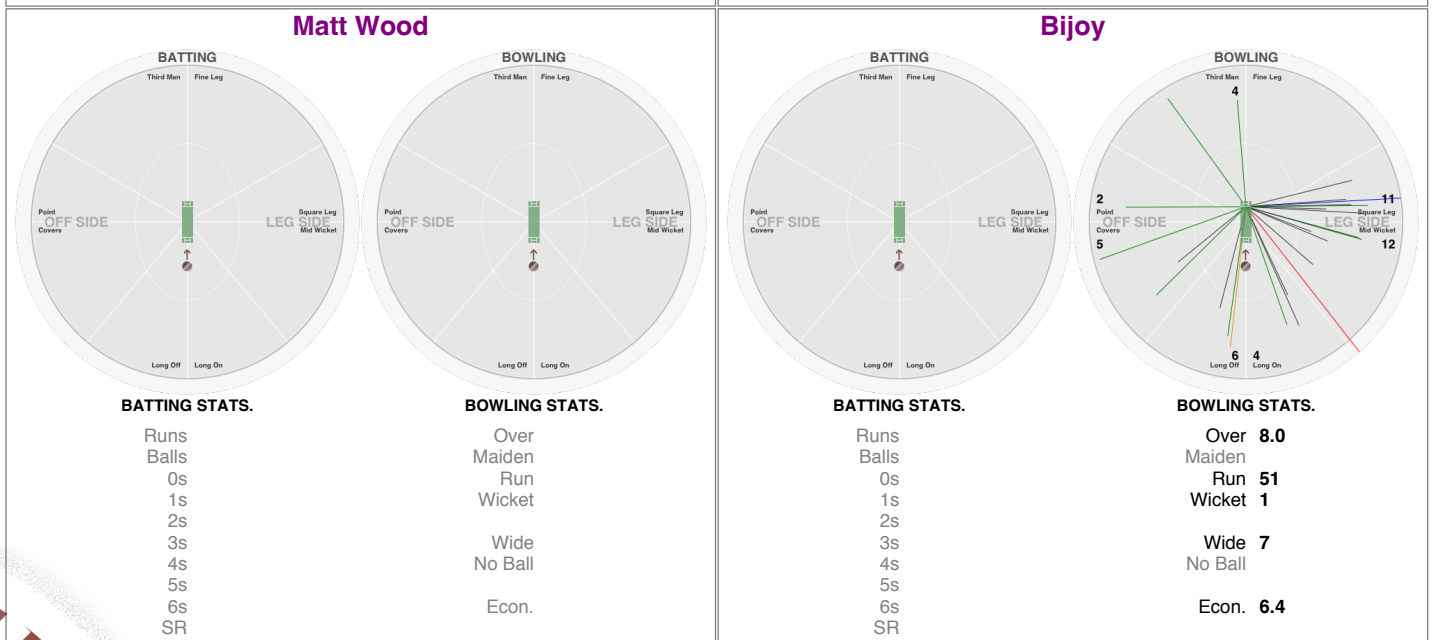 Matt Wood
BATTING
Third Man Fine Leg
Point
OFF SIDE
Covers
Square Leg
LEG SIDE
Mid Wicket
Long Off Long On
BOWLING
Third Man Fine Leg
Point
OFF SIDE
Covers
Square Leg
LEG SIDE
Mid Wicket
Long Off Long On
BATTING STATS.
Runs
Balls
0s
1s
2s
3s
4s
5s
6s
SR
BOWLING STATS.
Over
Maiden
Run
Wicket
Wide
No Ball
Econ.
Bijoy
BATTING
Third Man Fine Leg
Point
OFF SIDE
Covers
Square Leg
LEG SIDE
Mid Wicket
Long Off Long On
BOWLING
Third Man Fine Leg
4
2
Point
OFF SIDE
Covers
5
11
Square Leg
LEG SIDE
Mid Wicket
12
6 4
Long Off Long On
BATTING STATS.
Runs
Balls
0s
1s
2s
3s
4s
5s
6s
SR
BOWLING STATS.
Over 8.0
Maiden
Run 51
Wicket 1
Wide 7
No Ball
Econ. 6.4